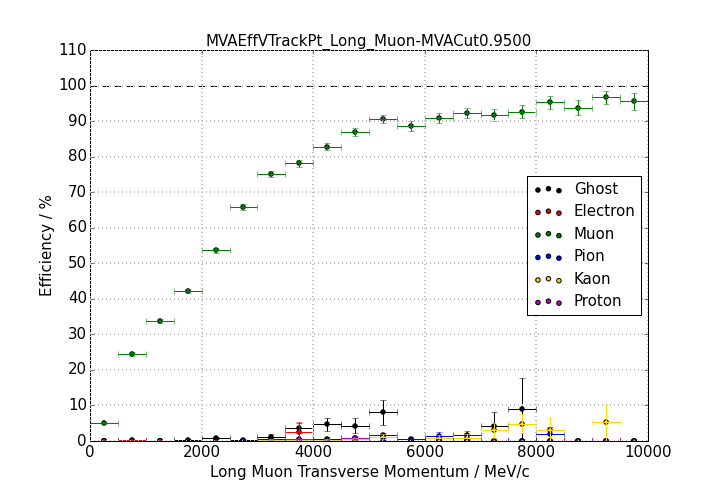 MVAEffVTrackPt_Long_Muon-MVACut0.9500
110
100
90
80
70
60
50
40
30
20
10
0
Efficiency / %
Ghost
Electron
Muon
Pion
Kaon
Proton
0 2000 4000 6000 8000 10000
Long Muon Transverse Momentum / MeV/c